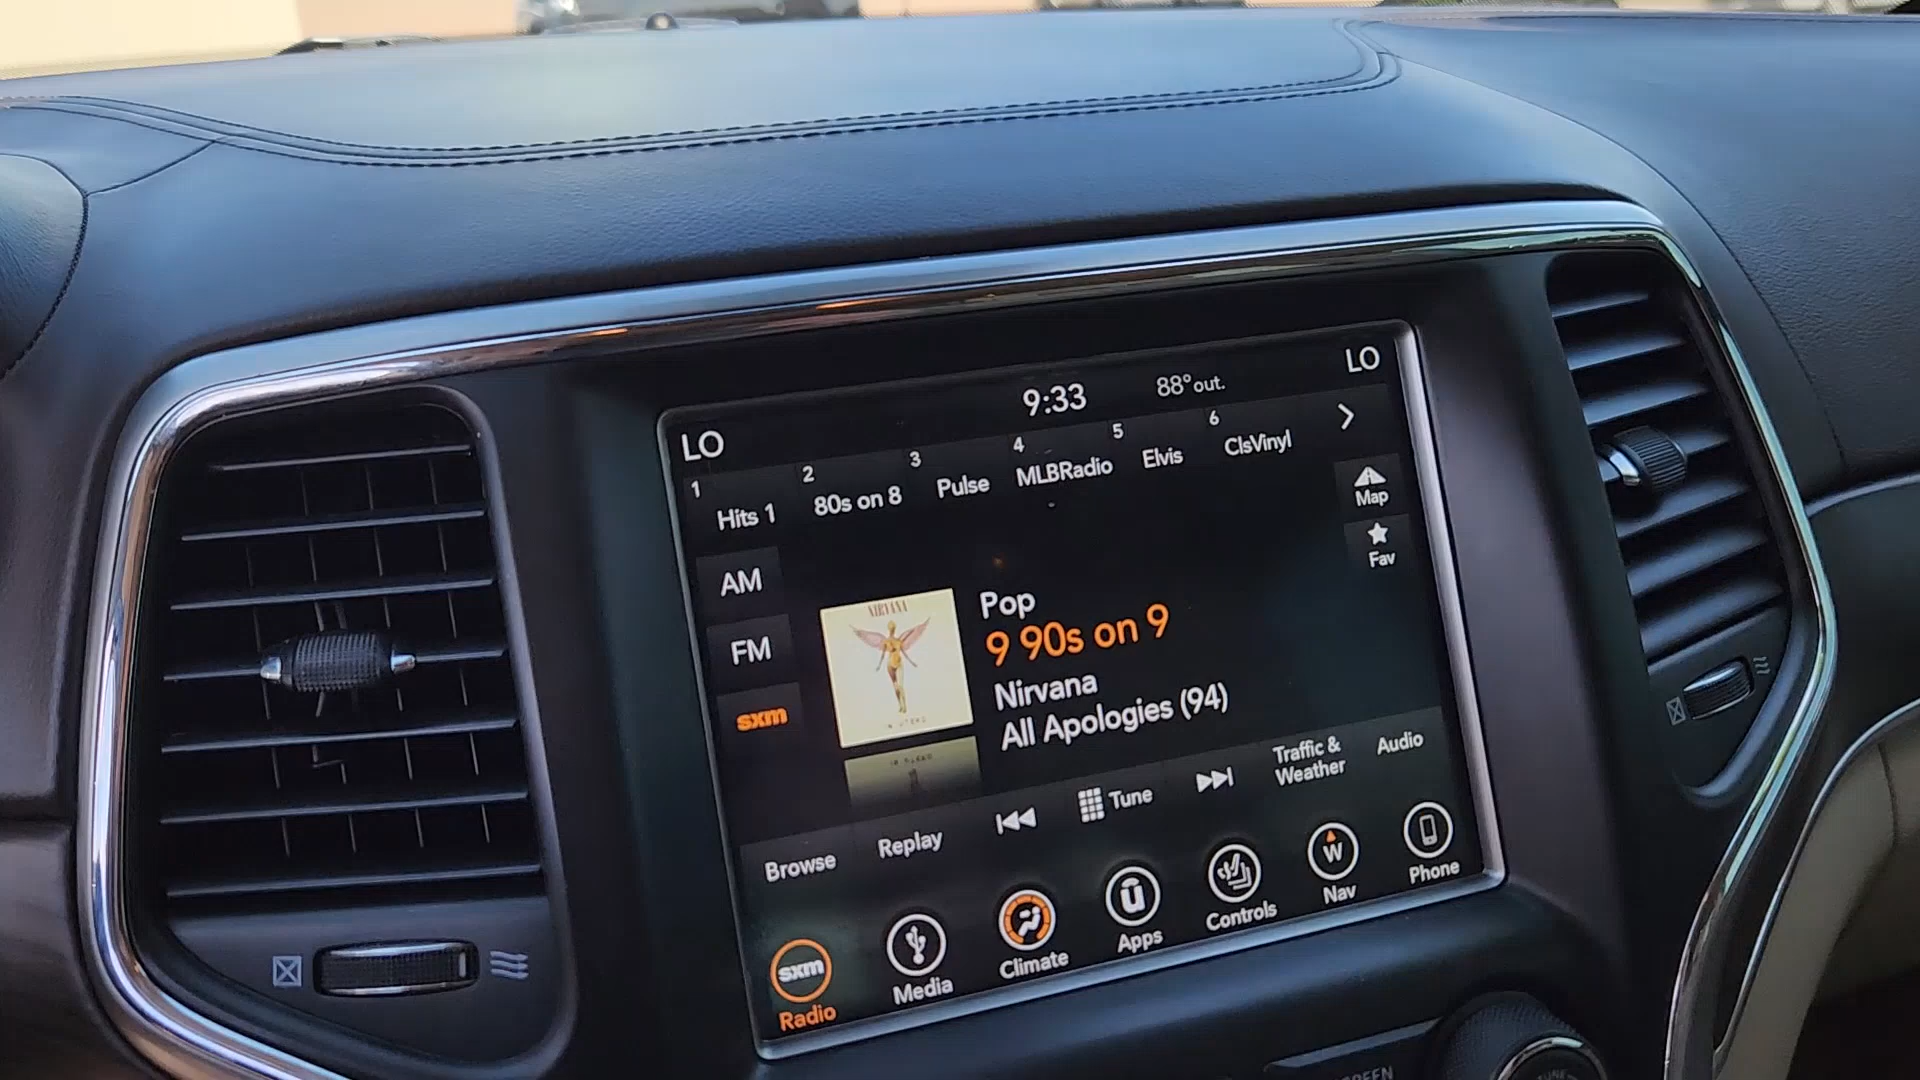 9:33
88° out.
LO
LO
1
2
3
4
5
6
Hits 1
80s on 8
Pulse
MLBRadio
Elvis
ClsVinyl
Map
Fav
AM
FM
sxm
NIRVANA
Pop
9 90s on 9
Nirvana
All Apologies (94)
Browse
Replay
Tune
Traffic &
Weather
Audio
sxm
Radio
Media
Climate
Apps
Controls
W
Nav
Phone